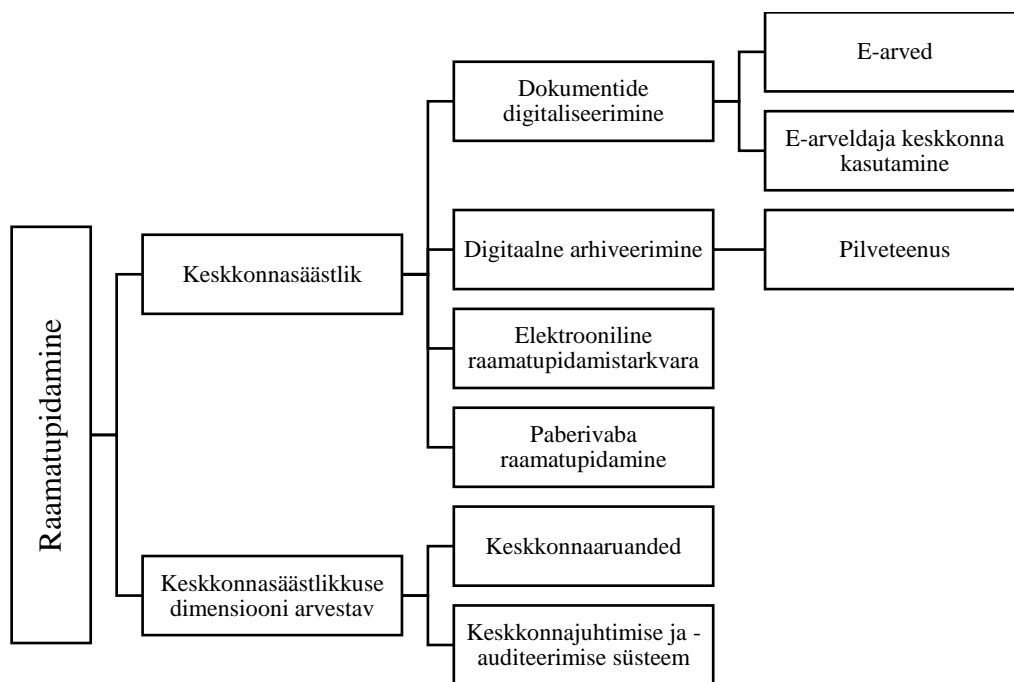 Raamatupidamine
Keskkonnasäästlik
Dokumentide
digitaliseerimine
E-arved
E-arveldaja keskkonna
kasutamine
Digitaalne arhiveerimine
Pilveteenus
Elektrooniline
raamatupidamistarkvara
Paberivaba
raamatupidamine
Keskkonnasäästlikkuse
dimensiooni arvestav
Keskkonnaaruanded
Keskkonnajuhtimise ja -
auditeerimise süsteem